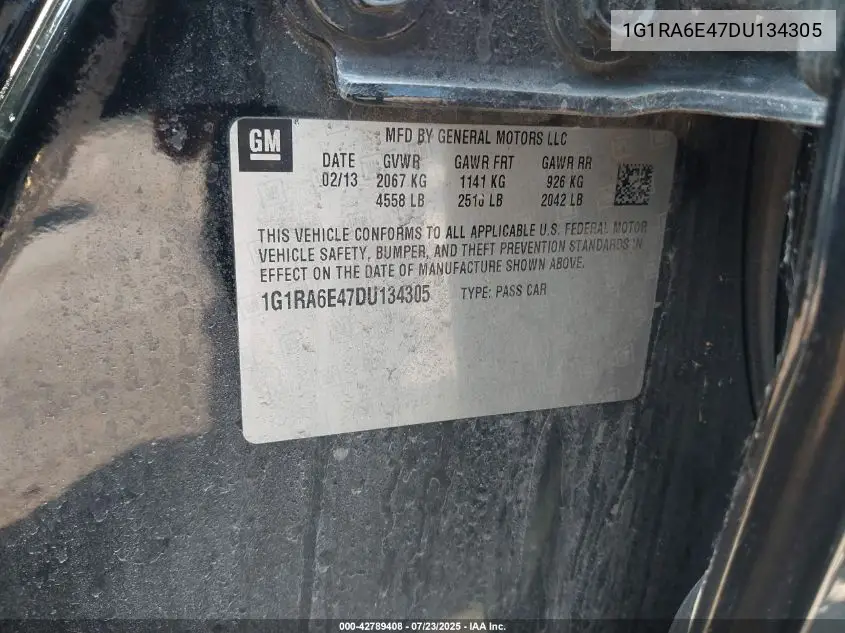 1G1RA6E47DU134305
GM
MFD BY GENERAL MOTORS LLC
DATE GVWR GAWR FRT GAWR RR
02/13 2067 KG 1141 KG 926 KG
4558 LB 2516 LB 2042 LB
THIS VEHICLE CONFORMS TO ALL APPLICABLE U.S. FEDERAL MOTOR
VEHICLE SAFETY, BUMPER, AND THEFT PREVENTION STANDARDS IN
EFFECT ON THE DATE OF MANUFACTURE SHOWN ABOVE.
1G1RA6E47DU134305 TYPE: PASS CAR
000-42789408 - 07/23/2025 - IAA Inc.